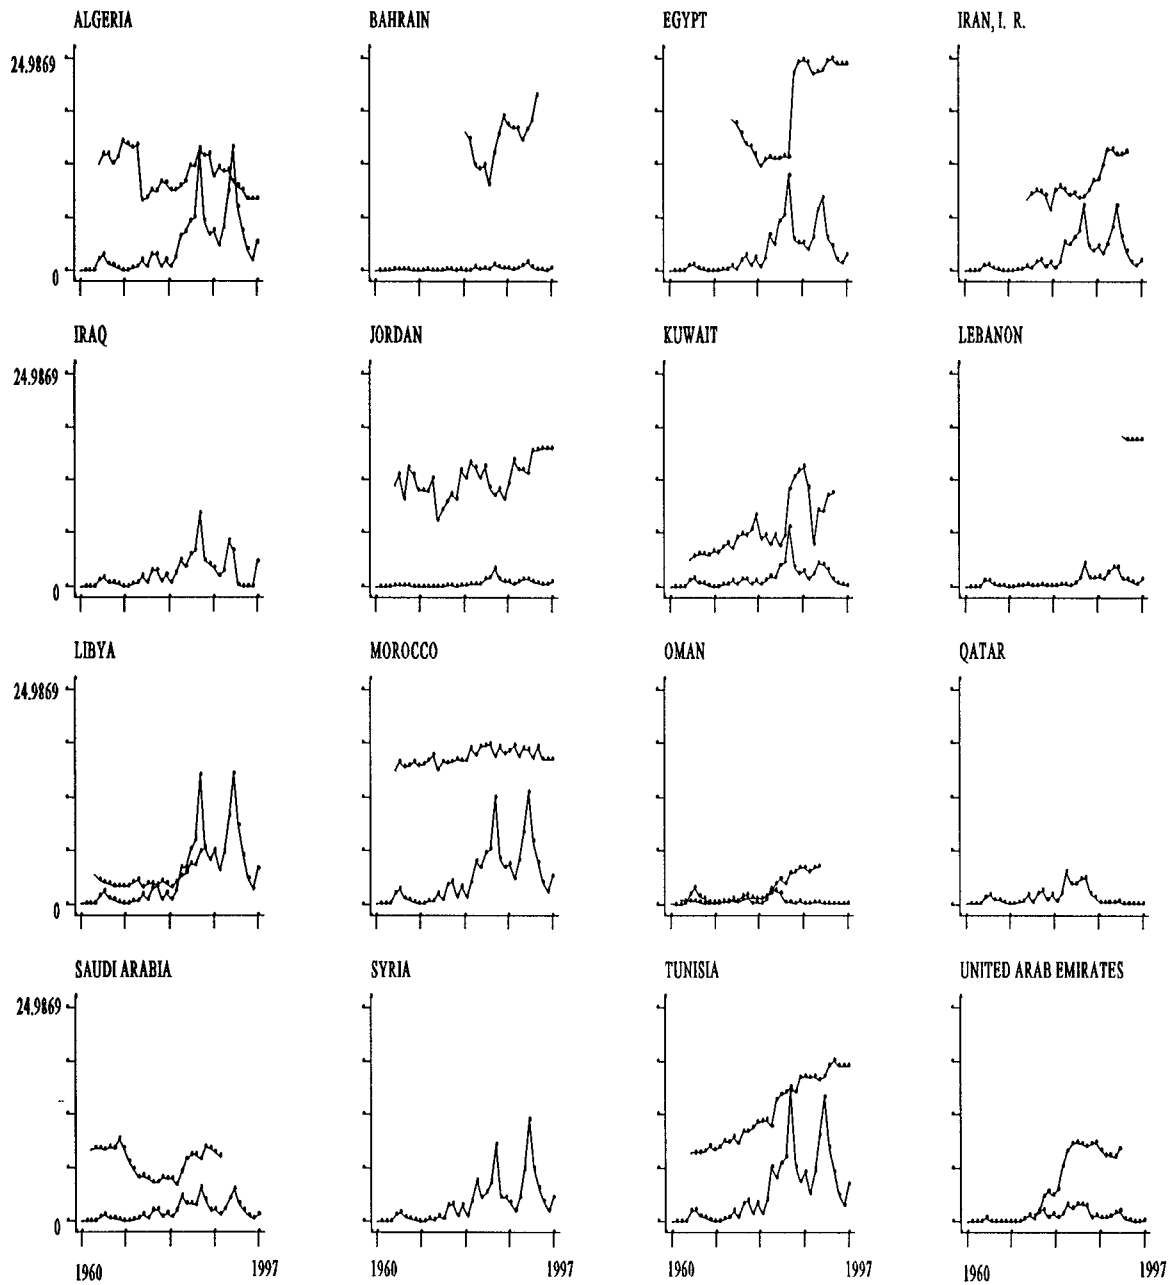 ALGERIA BAHRAIN EGYPT IRAN, I. R.
24.9869
0
IRAQ JORDAN KUWAIT LEBANON
24.9869
0
LIBYA MOROCCO OMAN QATAR
24.9869
0
SAUDI ARABIA SYRIA TUNISIA UNITED ARAB EMIRATES
24.9869
0
1960 1997 1960 1997 1960 1997 1960 1997